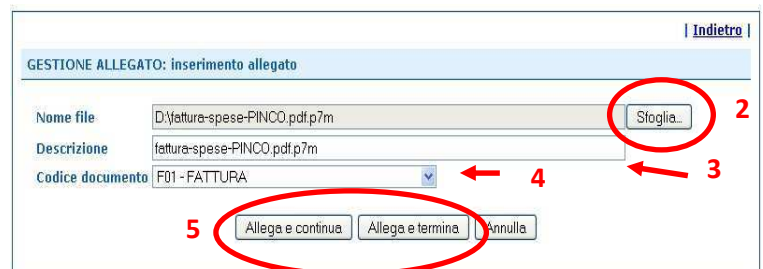 | Indietro |
GESTIONE ALLEGATO: inserimento allegato
Nome file D:\fattura-spese-PINCO.pdf.p7m Sfoglia... 2
Descrizione fattura-spese-PINCO.pdf.p7m 3
Codice documento F01 - FATTURA 4
5 Allega e continua Allega e termina Annulla